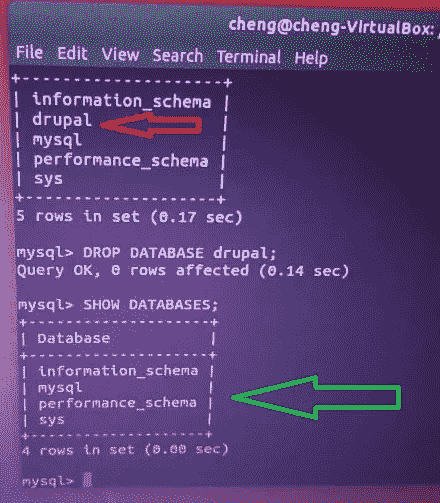 cheng@cheng-VirtualBox:
File Edit View Search Terminal Help
+--------------------+
| information_schema |
| drupal |
| mysql |
| performance_schema |
| sys |
+--------------------+
5 rows in set (0.17 sec)
mysql> DROP DATABASE drupal;
Query OK, 0 rows affected (0.14 sec)
mysql> SHOW DATABASES;
+--------------------+
| Database |
+--------------------+
| information_schema |
| mysql |
| performance_schema |
| sys |
+--------------------+
4 rows in set (0.00 sec)
mysql>